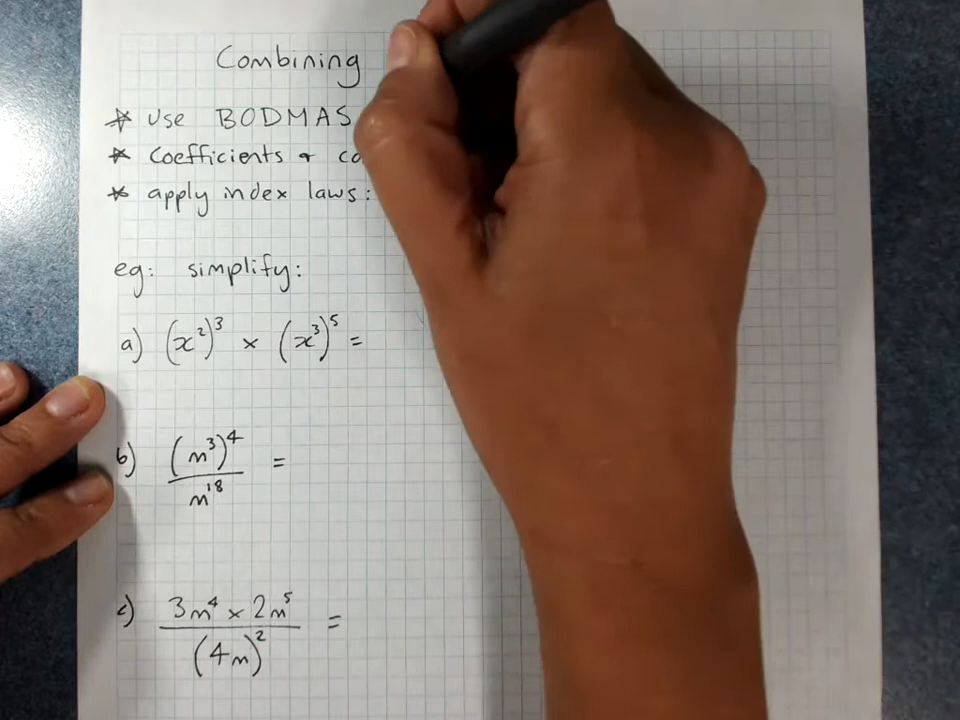 Combining
* use BODMAS
* Coefficients +
* apply index laws:
eg: simplify:
a) (x²)³ × (x³)⁵ =
b) (m³)⁴ / m¹⁸ =
c) 3m⁴ × 2m⁵ / (4m)² =